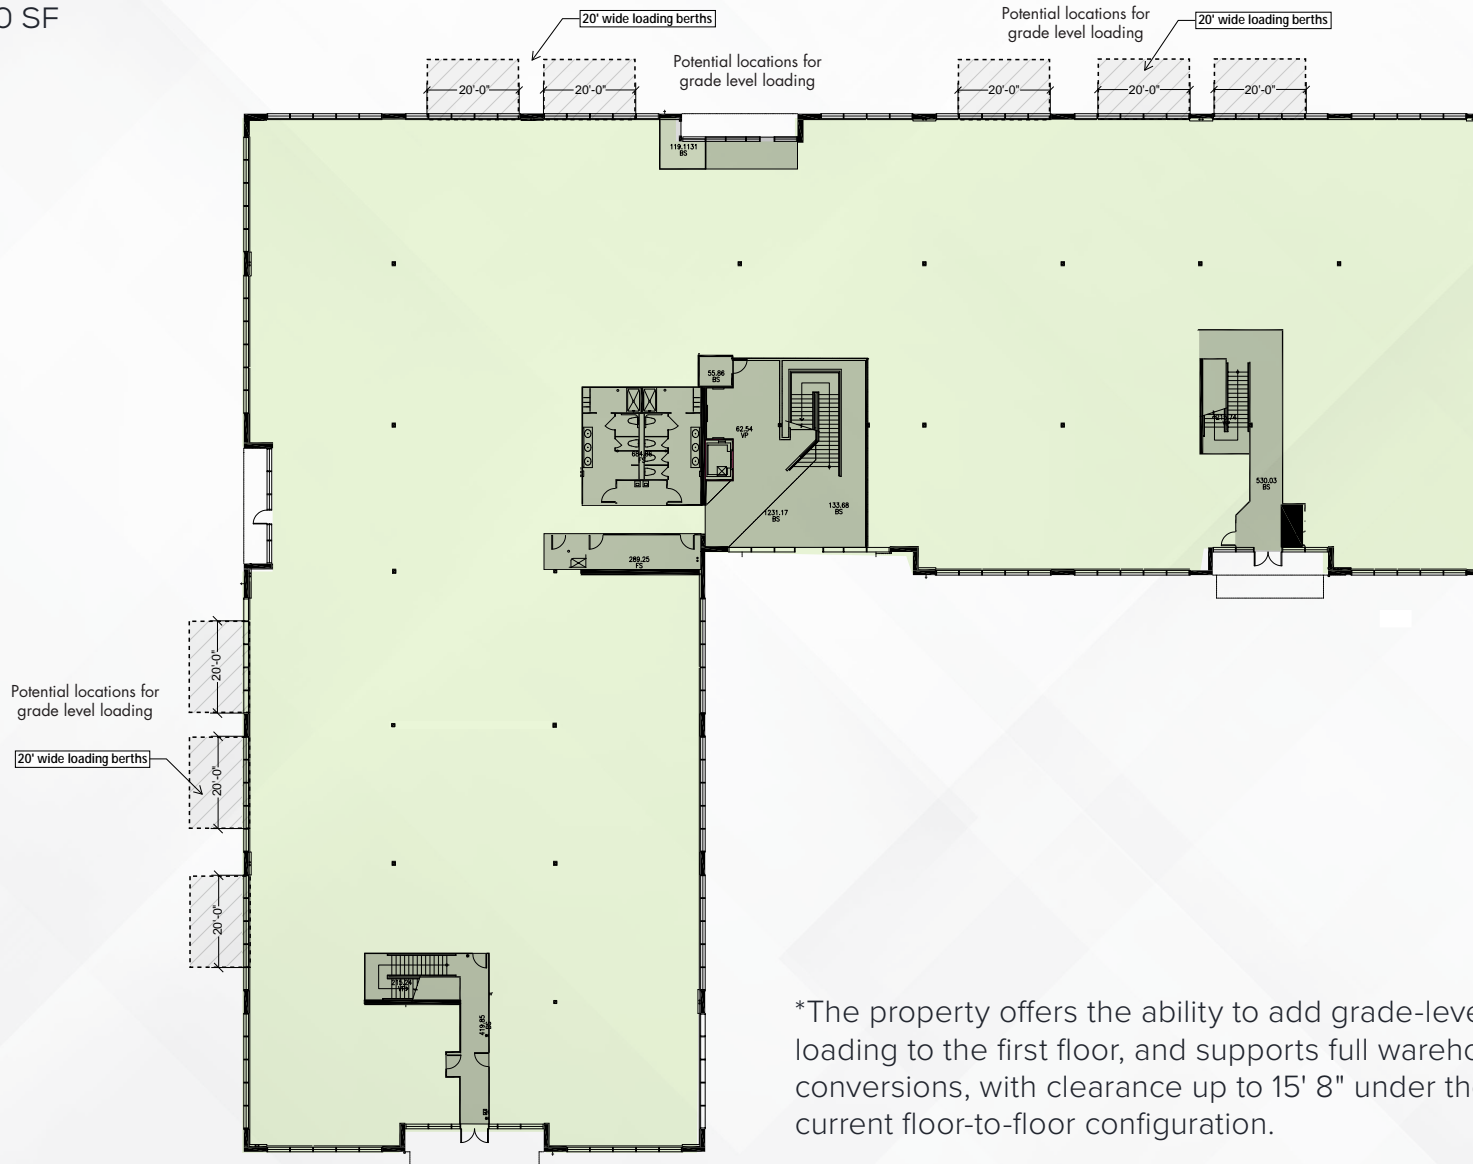 0 SF
20' wide loading berths
Potential locations for
grade level loading
20' wide loading berths
Potential locations for
grade level loading
20'-0"
20'-0"
20'-0"
20'-0"
20'-0"
119.1131
BS
55.86
BS
62.54
VP
530.03
BS
133.68
BS
1231.17
BS
289.25
FS
20'-0"
Potential locations for
grade level loading
20' wide loading berths
20'-0"
20'-0"
419.85
BS
*The property offers the ability to add grade-leve
loading to the first floor, and supports full wareho
conversions, with clearance up to 15' 8" under th
current floor-to-floor configuration.